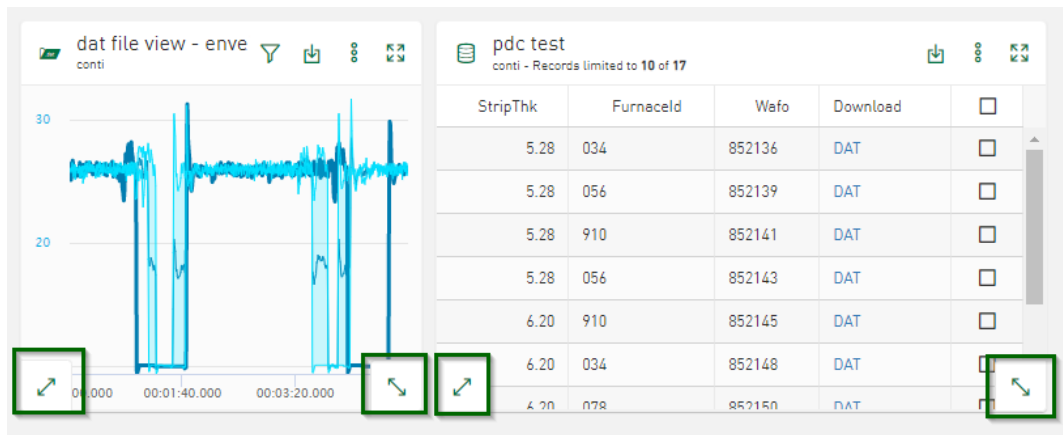 dat file view - enve
conti
30
20
00.000 00:01:40.000 00:03:20.000
pdc test
conti - Records limited to 10 of 17
StripThk FurnaceId Wafo Download
5.28 034 852136 DAT
5.28 056 852139 DAT
5.28 910 852141 DAT
5.28 056 852143 DAT
6.20 910 852145 DAT
6.20 034 852148 DAT
6.20 078 852150 DAT